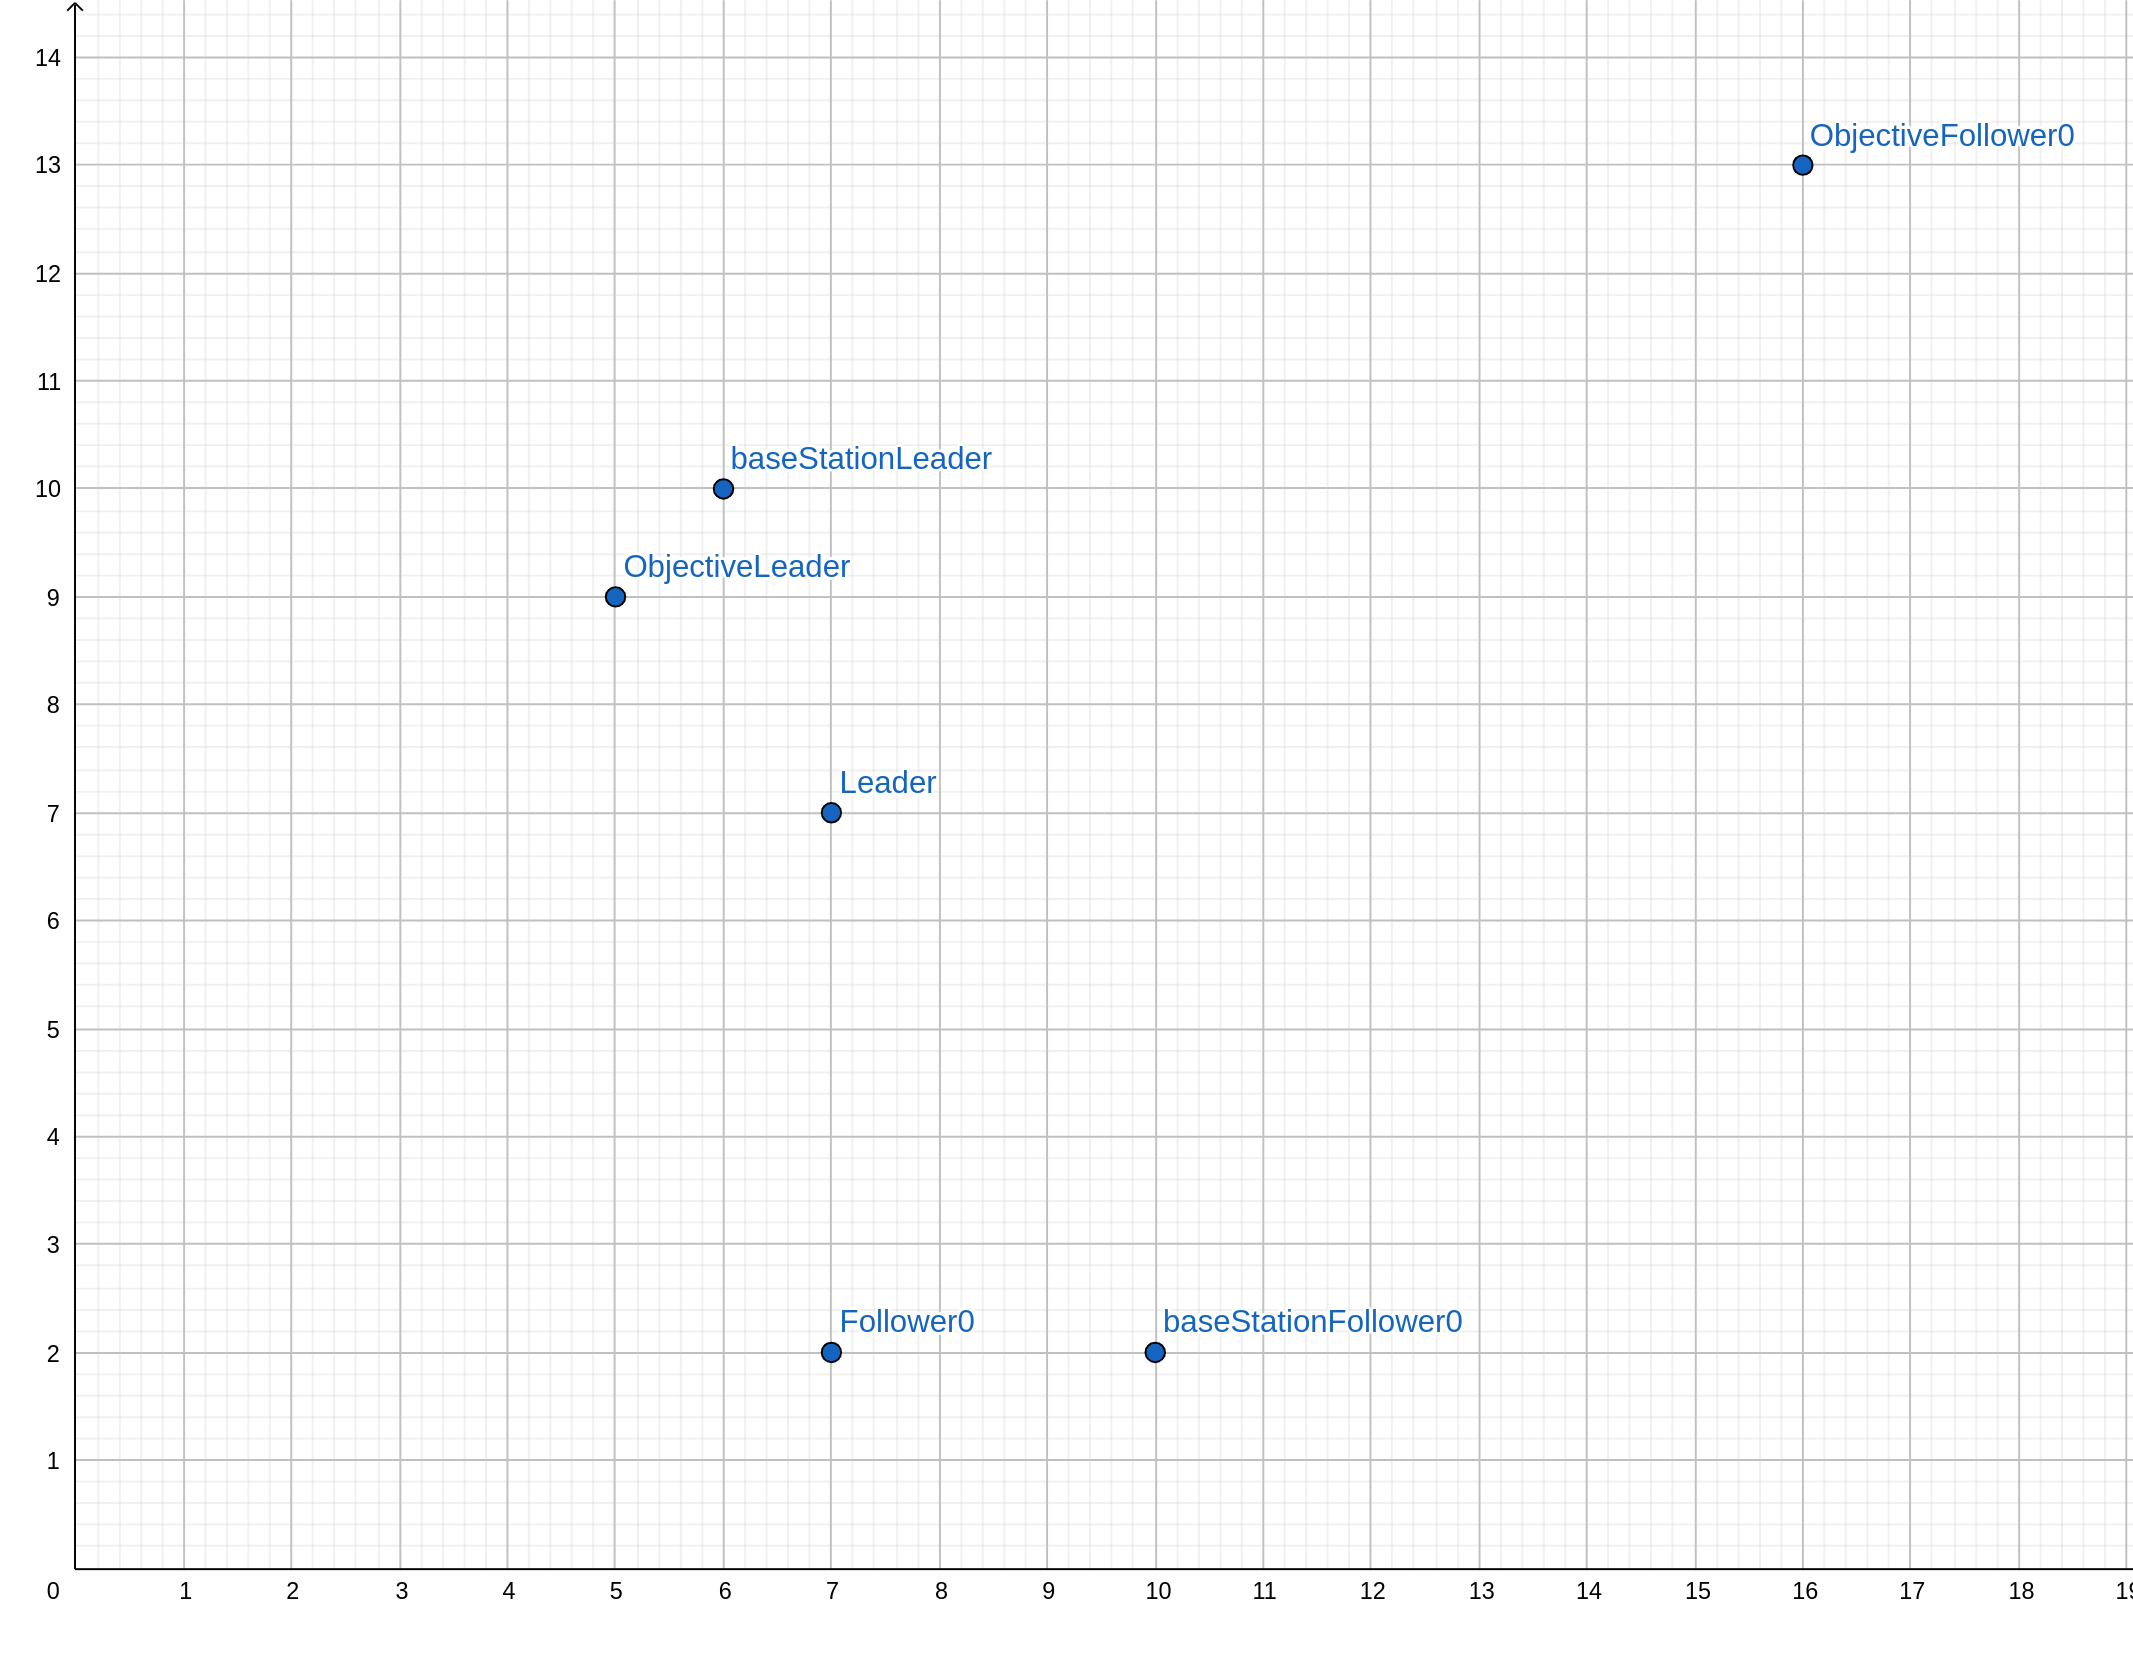 14
ObjectiveFollower0
13
12
11
baseStationLeader
10
ObjectiveLeader
9
8
Leader
7
6
5
4
3
Follower0 baseStationFollower0
2
1
0 1 2 3 4 5 6 7 8 9 10 11 12 13 14 15 16 17 18